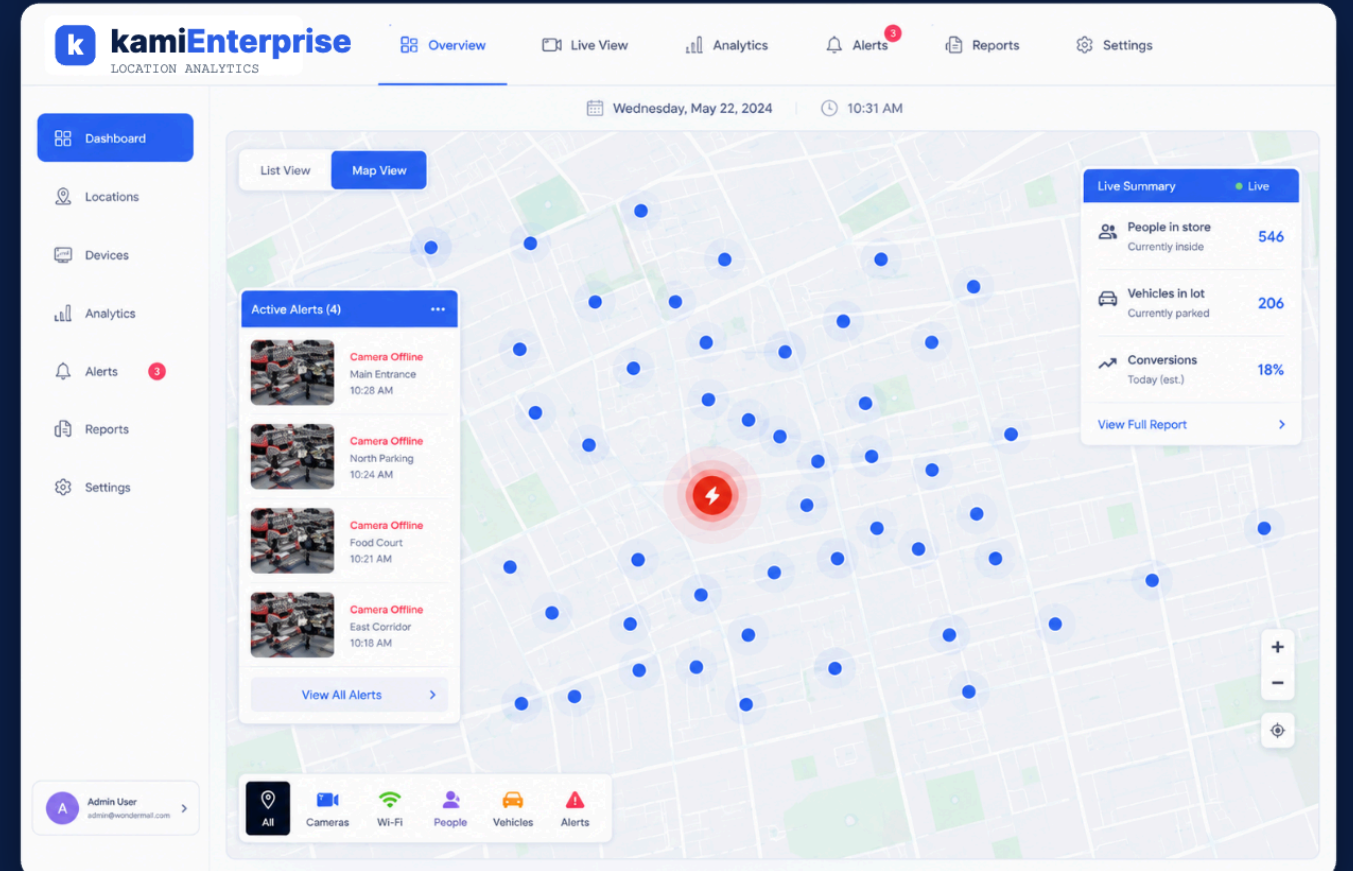 k
kamiEnterprise
LOCATION ANALYTICS
Overview
Live View
Analytics
Alerts
3
Reports
Settings
Wednesday, May 22, 2024
10:31 AM
Dashboard
Locations
Devices
Analytics
Alerts
3
Reports
Settings
Admin User
A
admin@wondermail.com
List View
Map View
Active Alerts (4)
Camera Offline
Main Entrance
10:28 AM
Camera Offline
North Parking
10:24 AM
Camera Offline
Food Court
10:21 AM
Camera Offline
East Corridor
10:18 AM
View All Alerts
Live Summary
Live
People in store
546
Currently inside
Vehicles in lot
206
Currently parked
Conversions
18%
Today (est.)
View Full Report
All
Cameras
Wi-Fi
People
Vehicles
Alerts